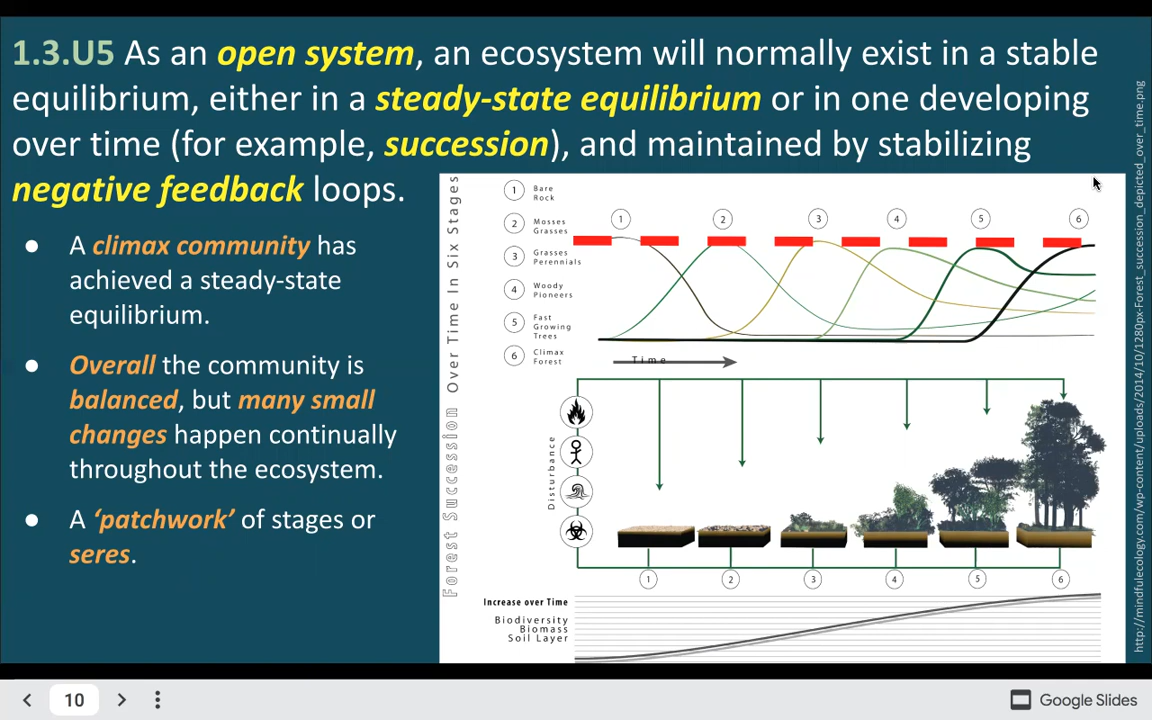 1.3.U5 As an open system, an ecosystem will normally exist in a stable
equilibrium, either in a steady-state equilibrium or in one developing
over time (for example, succession), and maintained by stabilizing
negative feedback loops.
● A climax community has
achieved a steady-state
equilibrium.
● Overall the community is
balanced, but many small
changes happen continually
throughout the ecosystem.
● A ‘patchwork’ of stages or
seres.
Forest Succession Over Time In Six Stages
1 Bare
Rock
2 Mosses
Grasses
3 Grasses
Perennials
4 Woody
Pioneers
5 Fast
Growing
Trees
6 Climax
Forest
1 2 3 4 5 6
Time
Disturbance
1 2 3 4 5 6
Increase over Time
Biodiversity
Biomass
Soil Layer
http://mindfulecology.com/wp-content/uploads/2014/10/1280px-Forest_succession_depicted_over_time.png
10
Google Slides